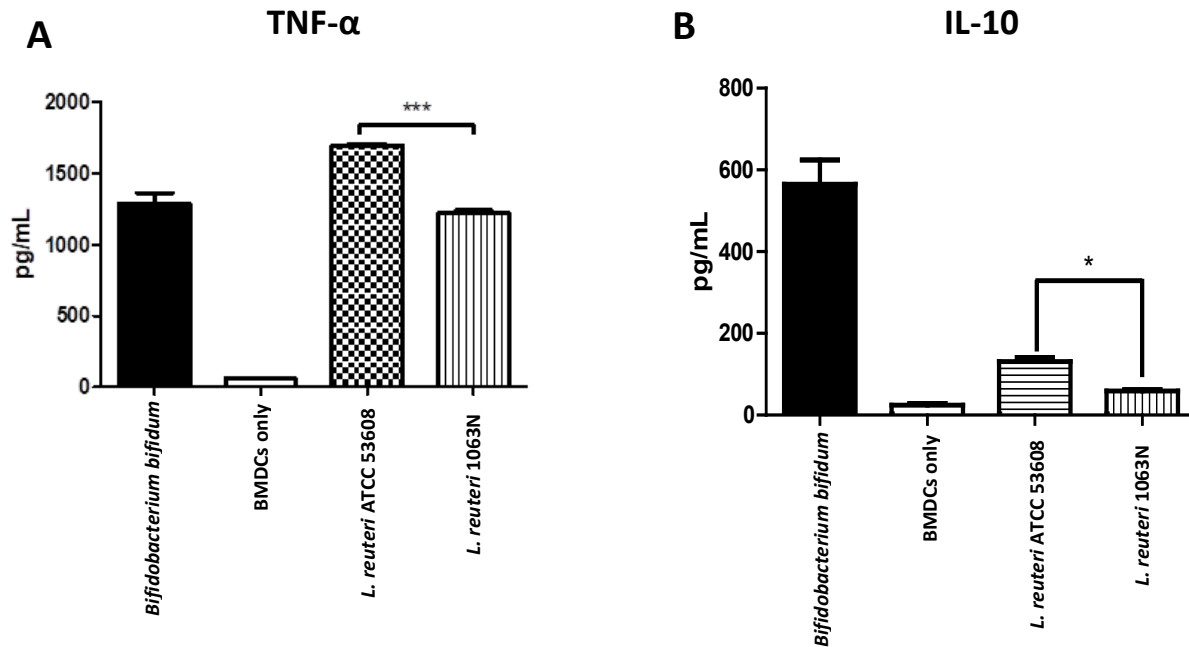 A
TNF-α
2000
1500
1000
500
0
pg/mL
***
Bifidobacterium bifidum
BMDCs only
L. reuteri ATCC 53608
L. reuteri 1063N
B
IL-10
800
600
400
200
0
pg/mL
*
Bifidobacterium bifidum
BMDCs only
L. reuteri ATCC 53608
L. reuteri 1063N